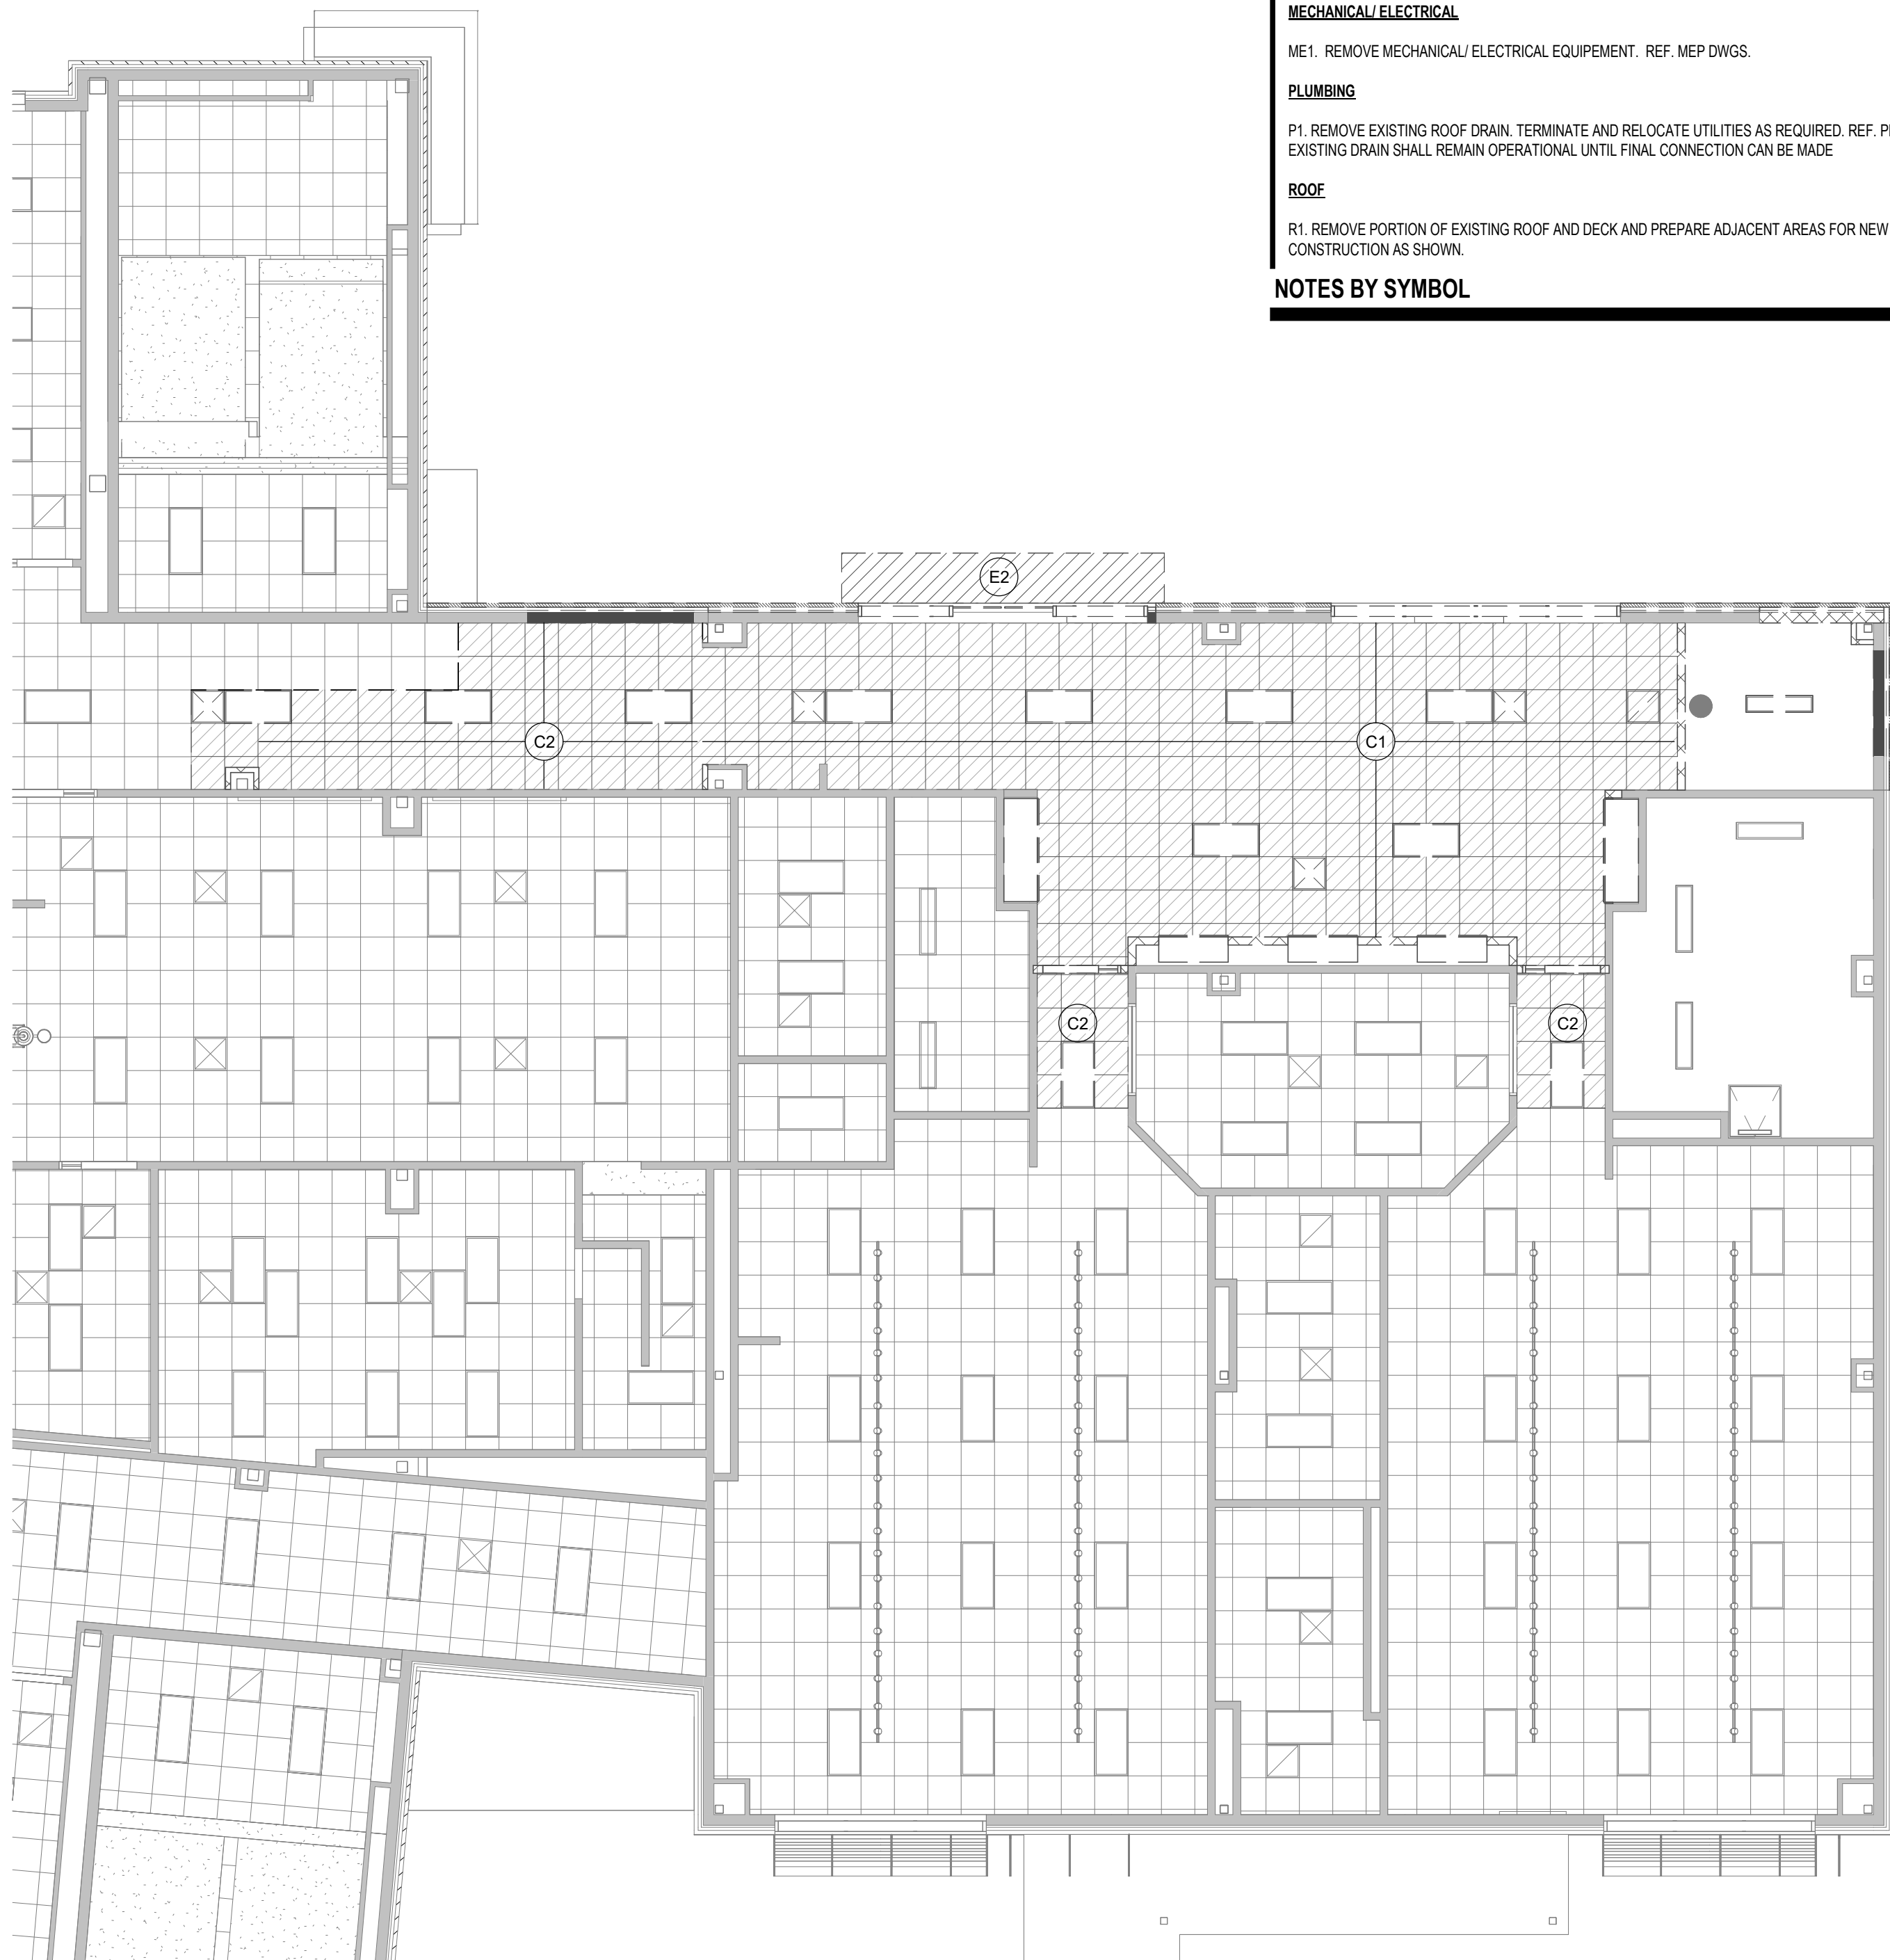 MECHANICAL/ ELECTRICAL
ME1. REMOVE MECHANICAL/ ELECTRICAL EQUIPEMENT. REF. MEP DWGS.
PLUMBING
P1. REMOVE EXISTING ROOF DRAIN. TERMINATE AND RELOCATE UTILITIES AS REQUIRED. REF.
EXISTING DRAIN SHALL REMAIN OPERATIONAL UNTIL FINAL CONNECTION CAN BE MADE
ROOF
R1. REMOVE PORTION OF EXISTING ROOF AND DECK AND PREPARE ADJACENT AREAS FOR NEW
CONSTRUCTION AS SHOWN.
NOTES BY SYMBOL
E2
C2
C1
C2
C2